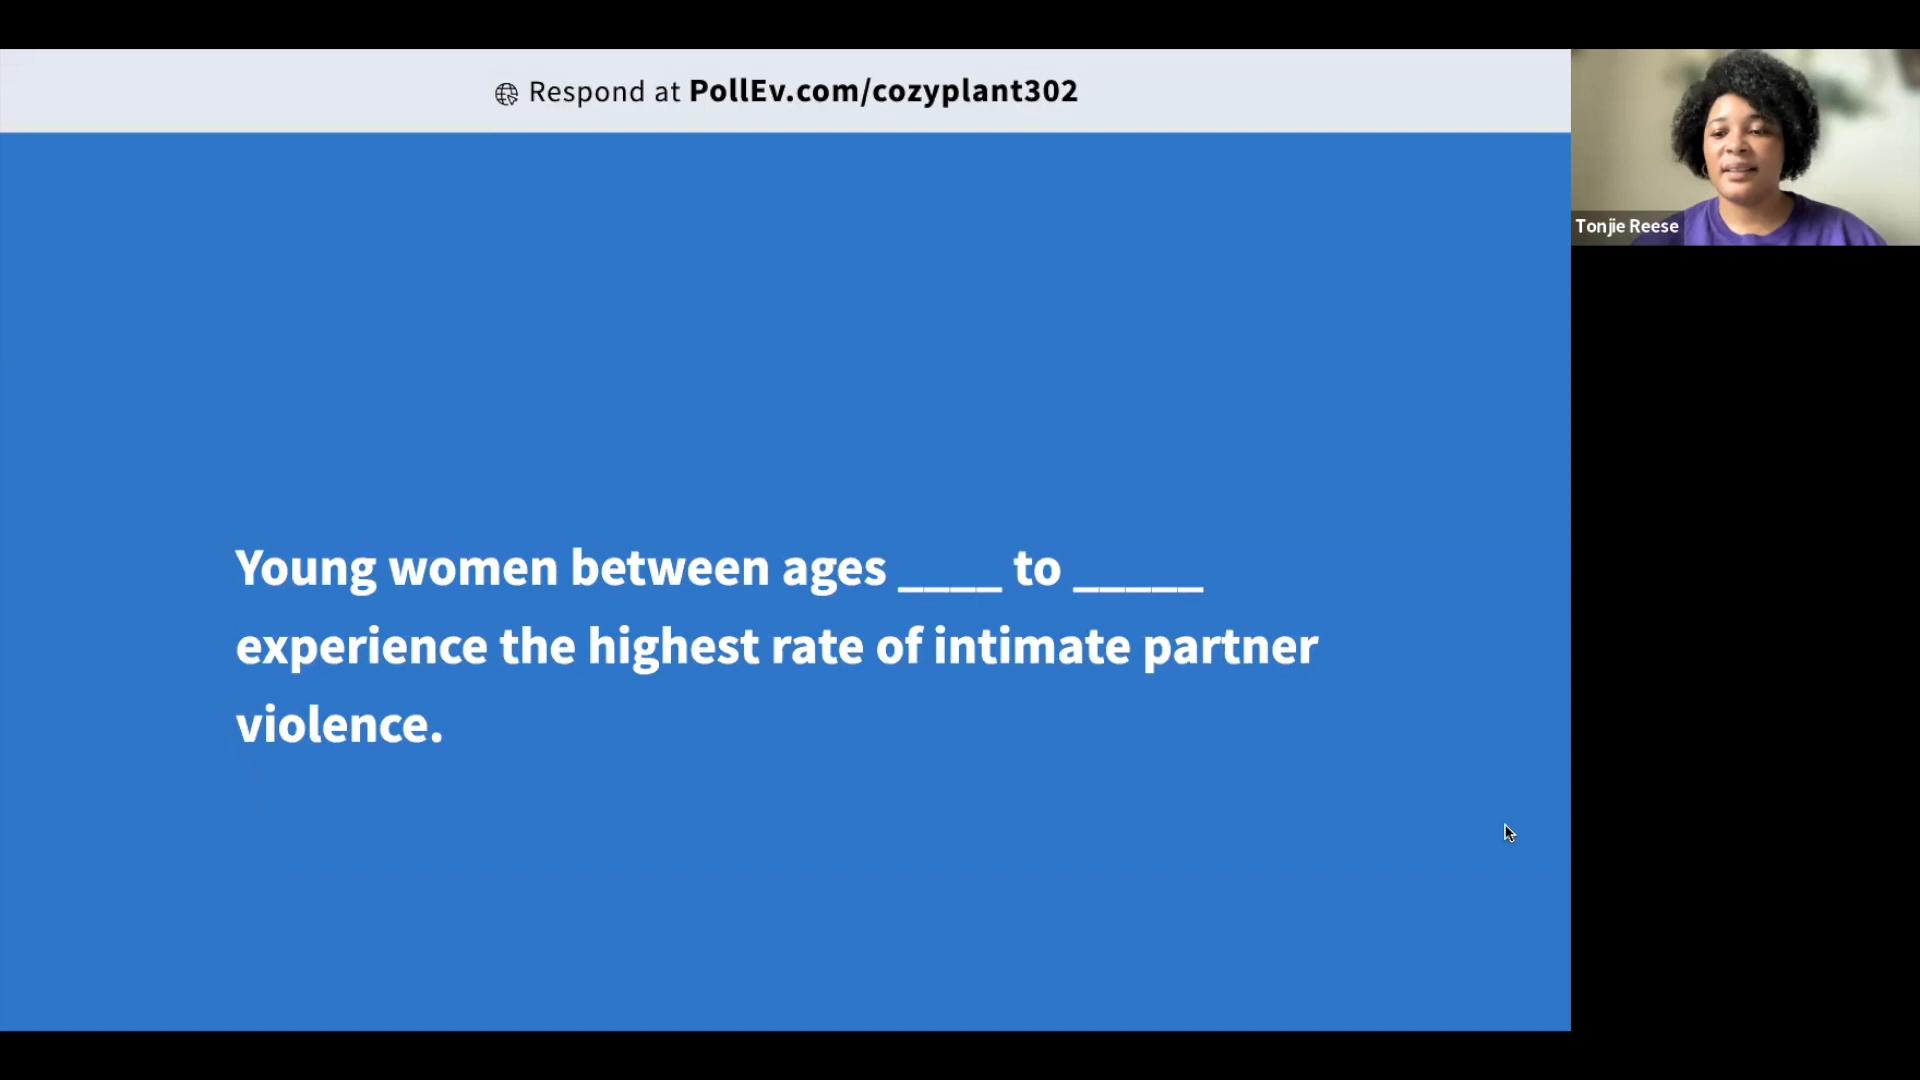 Respond at PollEv.com/cozyplant302
Tonjie Reese
Young women between ages ____ to _____
experience the highest rate of intimate partner
violence.